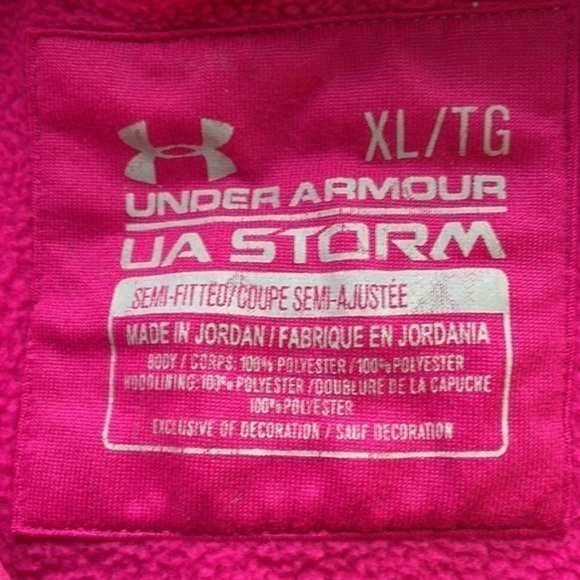 XL/TG
UNDER ARMOUR
UA STORM
SEMI-FITTED/COUPE SEMI-AJUSTÉE
MADE IN JORDAN / FABRIQUE EN JORDANIA
BODY / CORPS: 100% POLYESTER / 100% POLYESTER
HOODLINING: 100% POLYESTER / DOUBLURE DE LA CAPUCHE
100% POLYESTER
EXCLUSIVE OF DECORATION / SAUF DECORATION